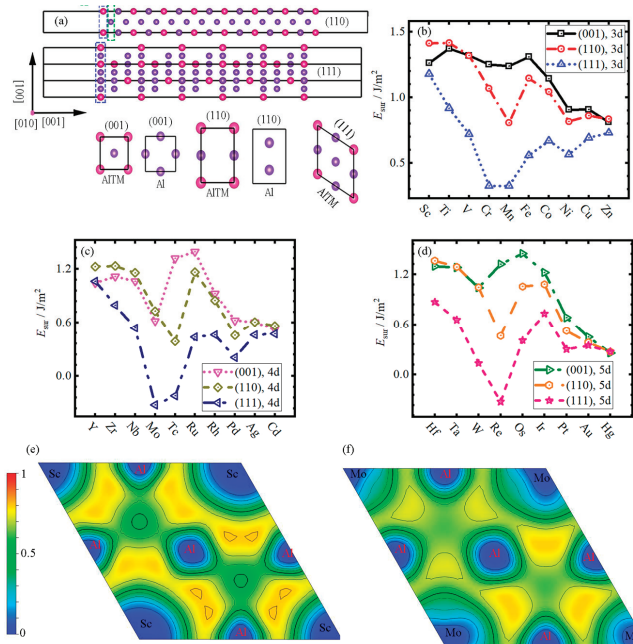 (a)
(110)
(111)
[001]
[010] [001]
(001)
(001)
(110)
(110)
(111)
AlTM
Al
AlTM
Al
AlTM
(b)
(001), 3d
(110), 3d
(111), 3d
E_sur / J/m²
1.5
1.0
0.5
Sc Ti V Cr Mn Fe Co Ni Cu Zn
(c)
E_sur / J/m²
1.2
0.6
0.0
(001), 4d
(110), 4d
(111), 4d
Y Zr Nb Mo Tc Ru Rh Pd Ag Cd
(d)
E_sur / J/m²
1.2
0.6
0.0
(001), 5d
(110), 5d
(111), 5d
Hf Ta W Re Os Ir Pt Au Hg
(e)
1
0.5
0
Sc Al Sc
Al Al Al
Sc Al Sc
(f)
Mo Al Mo
Al Al Al
Mo Al Mo